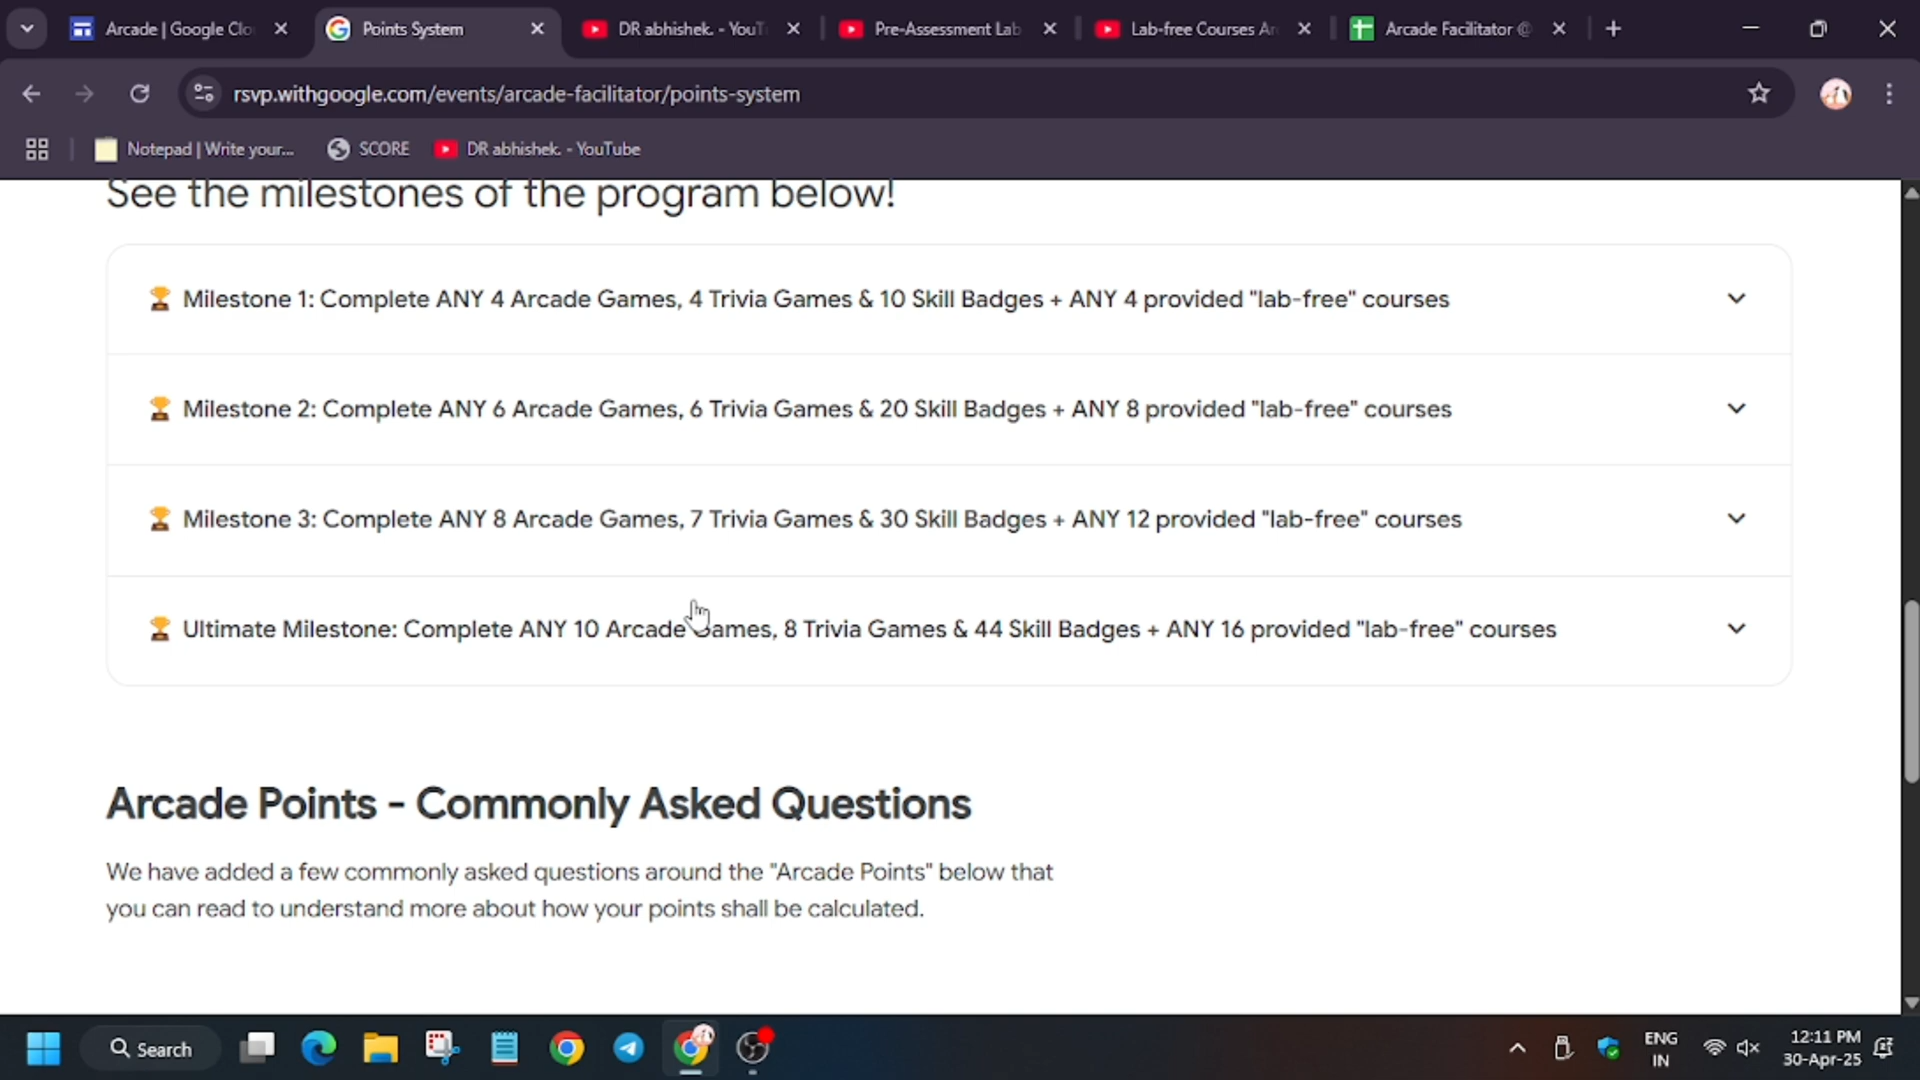 Arcade | Google Clo
Points System
DR abhishek. - YouT
Pre-Assessment Lab
Lab-free Courses Ar
Arcade Facilitator @
rsvp.withgoogle.com/events/arcade-facilitator/points-system
Notepad | Write your...
SCORE
DR abhishek. - YouTube
See the milestones of the program below!
Milestone 1: Complete ANY 4 Arcade Games, 4 Trivia Games & 10 Skill Badges + ANY 4 provided "lab-free" courses
Milestone 2: Complete ANY 6 Arcade Games, 6 Trivia Games & 20 Skill Badges + ANY 8 provided "lab-free" courses
Milestone 3: Complete ANY 8 Arcade Games, 7 Trivia Games & 30 Skill Badges + ANY 12 provided "lab-free" courses
Ultimate Milestone: Complete ANY 10 Arcade Games, 8 Trivia Games & 44 Skill Badges + ANY 16 provided "lab-free" courses
Arcade Points - Commonly Asked Questions
We have added a few commonly asked questions around the "Arcade Points" below that
you can read to understand more about how your points shall be calculated.
Search
ENG
IN
12:11 PM
30-Apr-25